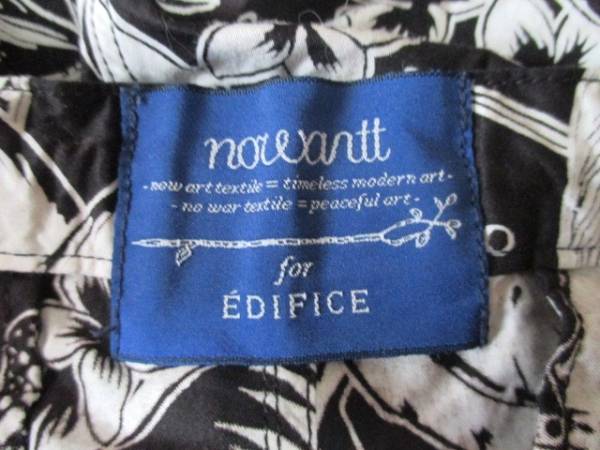 nowartt
-now art textile = timeless modern art-
- no war textile = peaceful art -
for
ÉDIFICE